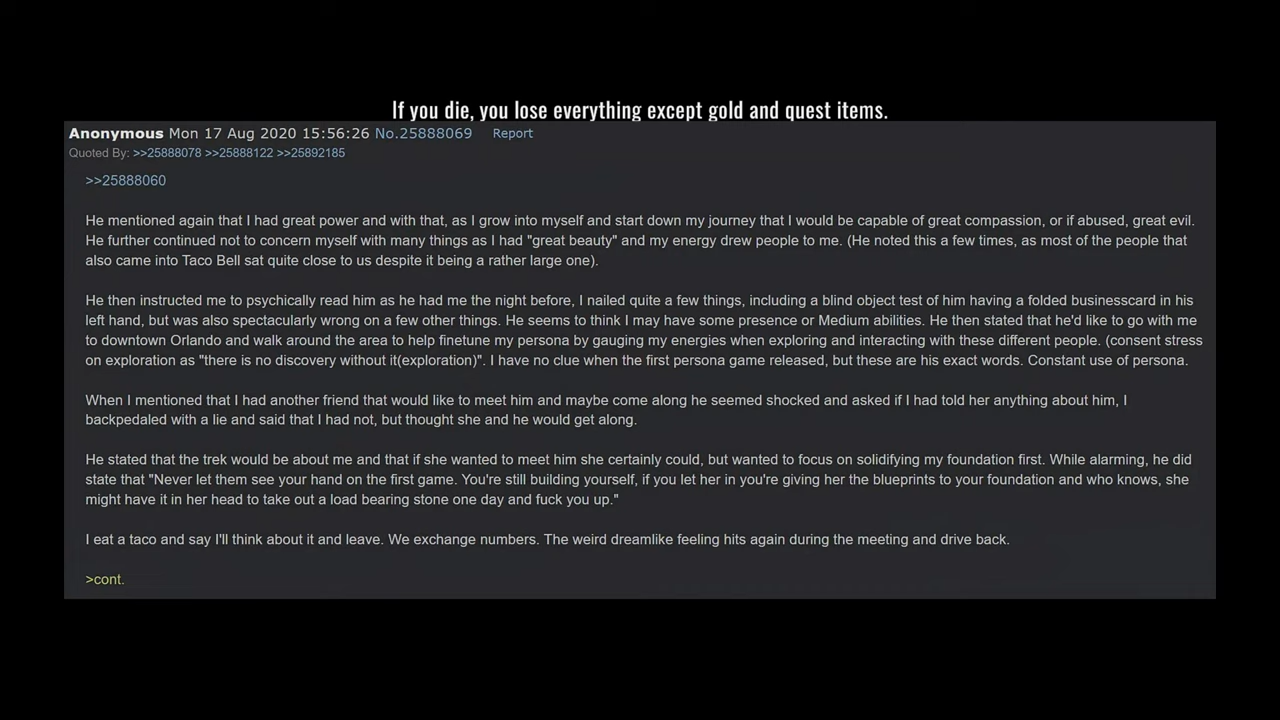 If you die, you lose everything except gold and quest items.
Anonymous Mon 17 Aug 2020 15:56:26 No.25888069 Report
Quoted By: >>25888078 >>25888122 >>25892185
>>25888060
He mentioned again that I had great power and with that, as I grow into myself and start down my journey that I would be capable of great compassion, or if abused, great evil.
He further continued not to concern myself with many things as I had "great beauty" and my energy drew people to me. (He noted this a few times, as most of the people that
also came into Taco Bell sat quite close to us despite it being a rather large one).
He then instructed me to psychically read him as he had me the night before, I nailed quite a few things, including a blind object test of him having a folded businesscard in his
left hand, but was also spectacularly wrong on a few other things. He seems to think I may have some presence or Medium abilities. He then stated that he'd like to go with me
to downtown Orlando and walk around the area to help finetune my persona by gauging my energies when exploring and interacting with these different people. (consent stress
on exploration as "there is no discovery without it(exploration)". I have no clue when the first persona game released, but these are his exact words. Constant use of persona.
When I mentioned that I had another friend that would like to meet him and maybe come along he seemed shocked and asked if I had told her anything about him, I
backpedaled with a lie and said that I had not, but thought she and he would get along.
He stated that the trek would be about me and that if she wanted to meet him she certainly could, but wanted to focus on solidifying my foundation first. While alarming, he did
state that "Never let them see your hand on the first game. You're still building yourself, if you let her in you're giving her the blueprints to your foundation and who knows, she
might have it in her head to take out a load bearing stone one day and fuck you up."
I eat a taco and say I'll think about it and leave. We exchange numbers. The weird dreamlike feeling hits again during the meeting and drive back.
>cont.